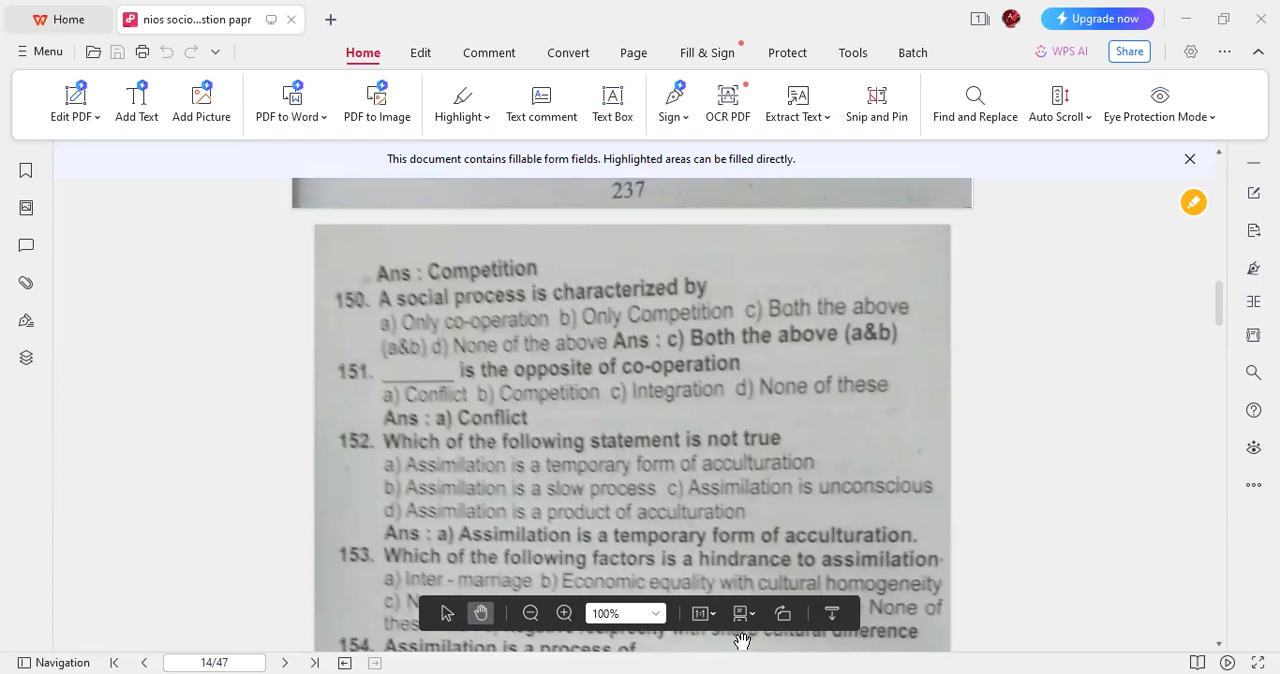 Home
nios socio...stion papr
1
Upgrade now
Menu
Home Edit Comment Convert Page Fill & Sign Protect Tools Batch
WPS AI
Share
Edit PDF Add Text Add Picture PDF to Word PDF to Image Highlight Text comment Text Box Sign OCR PDF Extract Text Snip and Pin Find and Replace Auto Scroll Eye Protection Mode
This document contains fillable form fields. Highlighted areas can be filled directly.
237
Ans : Competition
150. A social process is characterized by
a) Only co-operation b) Only Competition c) Both the above
(a&b) d) None of the above Ans : c) Both the above (a&b)
151. ______ is the opposite of co-operation
a) Conflict b) Competition c) Integration d) None of these
Ans : a) Conflict
152. Which of the following statement is not true
a) Assimilation is a temporary form of acculturation
b) Assimilation is a slow process c) Assimilation is unconscious
d) Assimilation is a product of acculturation
Ans : a) Assimilation is a temporary form of acculturation.
153. Which of the following factors is a hindrance to assimilation
a) Inter - marriage b) Economic equality with cultural homogeneity
c) None of
100%
difference
154. Assimilation is a process of
Navigation
14/47